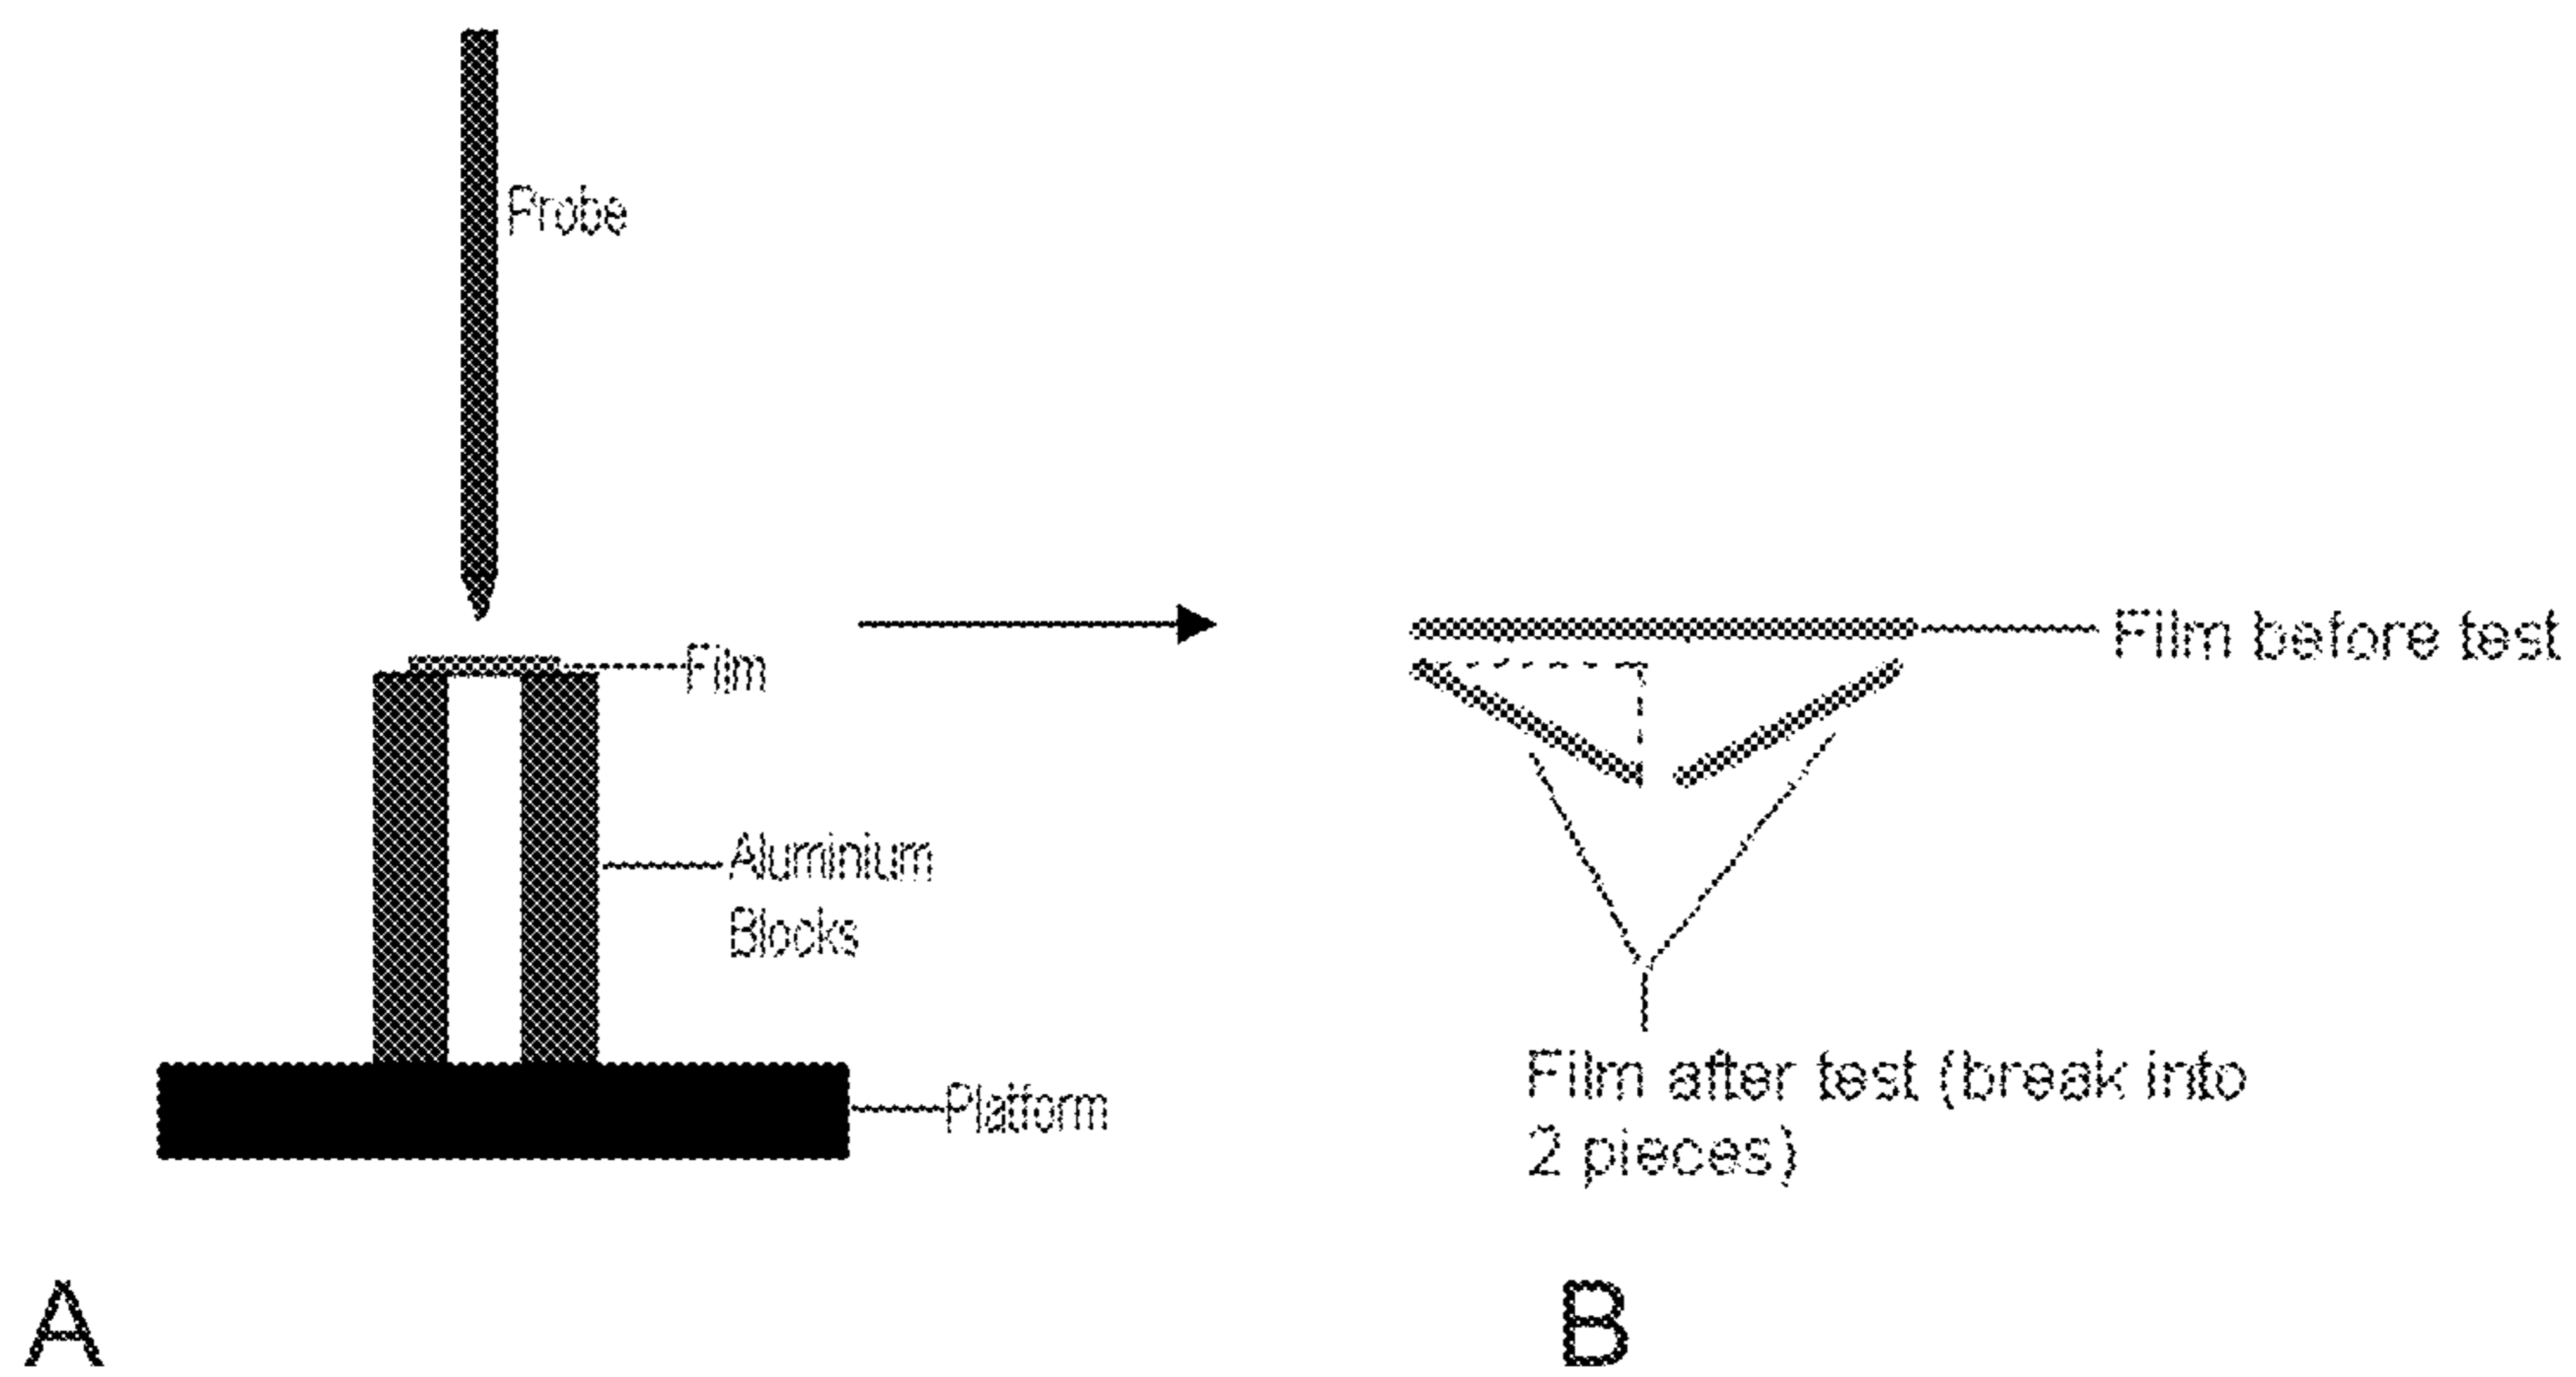 Probe
Film
Aluminium
Blocks
Platform
Film before test
Film after test (break into
2 pieces)
A
B